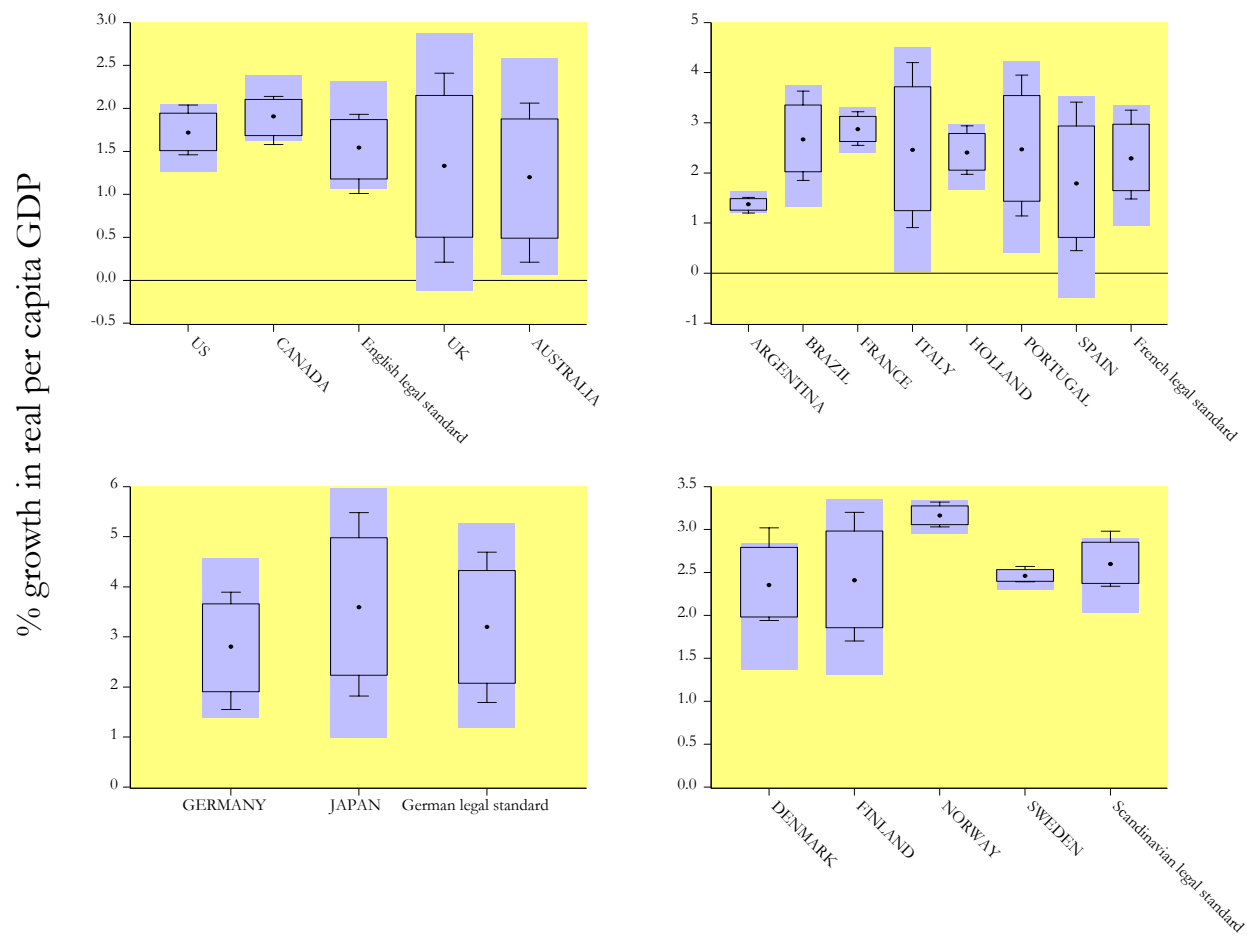 % growth in real per capita GDP
3.0
2.5
2.0
1.5
1.0
0.5
0.0
-0.5
US
CANADA
English legal standard
UK
AUSTRALIA
5
4
3
2
1
0
-1
ARGENTINA
BRAZIL
FRANCE
ITALY
HOLLAND
PORTUGAL
SPAIN
French legal standard
6
5
4
3
2
1
0
GERMANY
JAPAN
German legal standard
3.5
3.0
2.5
2.0
1.5
1.0
0.5
0.0
DENMARK
FINLAND
NORWAY
SWEDEN
Scandinavian legal standard